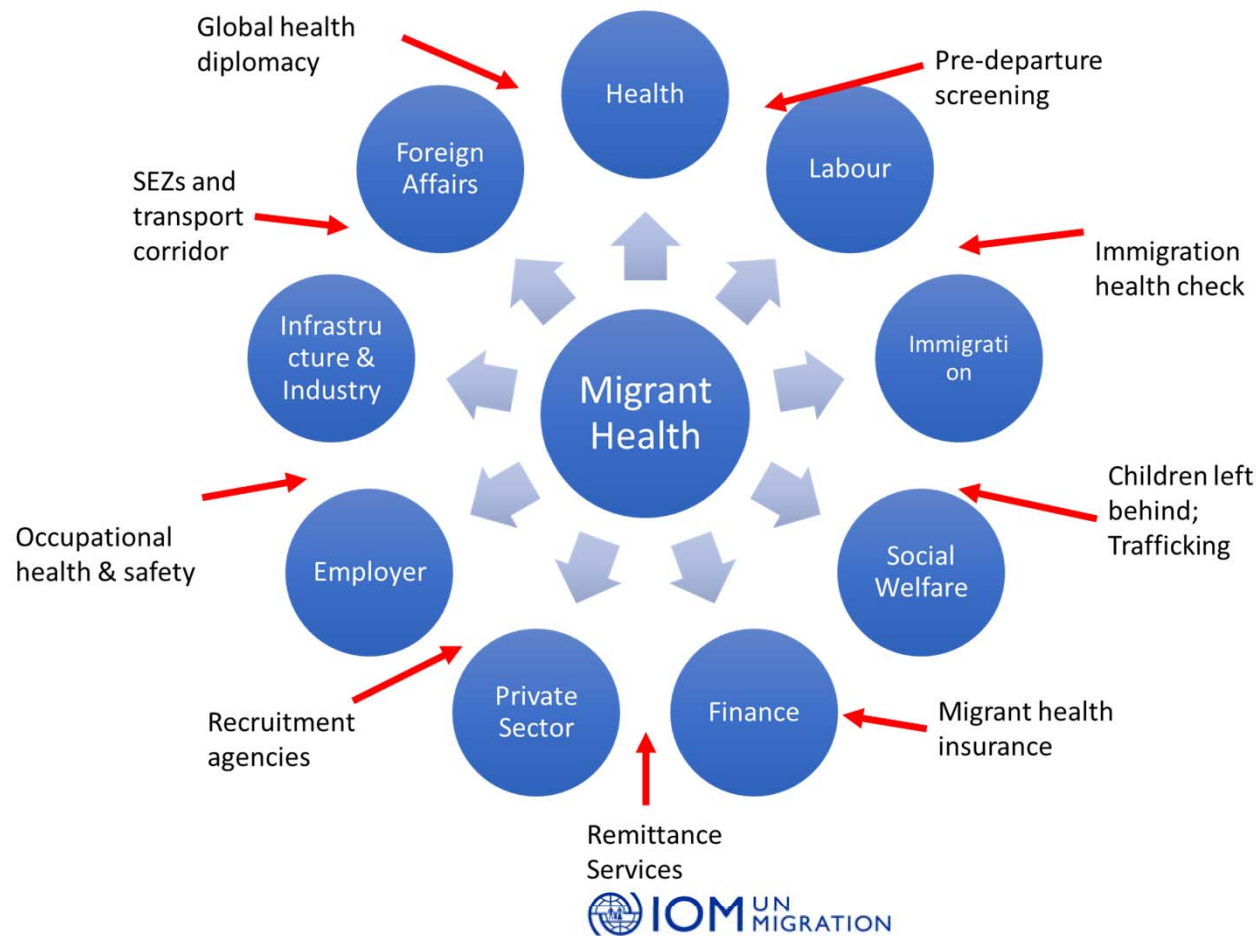 Global health
diplomacy
Health
Pre-departure
screening
Foreign
Affairs
Labour
SEZs and
transport
corridor
Immigration
health check
Infrastru
cture &
Industry
Immigrati
on
Migrant
Health
Children left
behind;
Trafficking
Occupational
health & safety
Employer
Social
Welfare
Recruitment
agencies
Private
Sector
Finance
Migrant health
insurance
Remittance
Services
IOM UN
MIGRATION